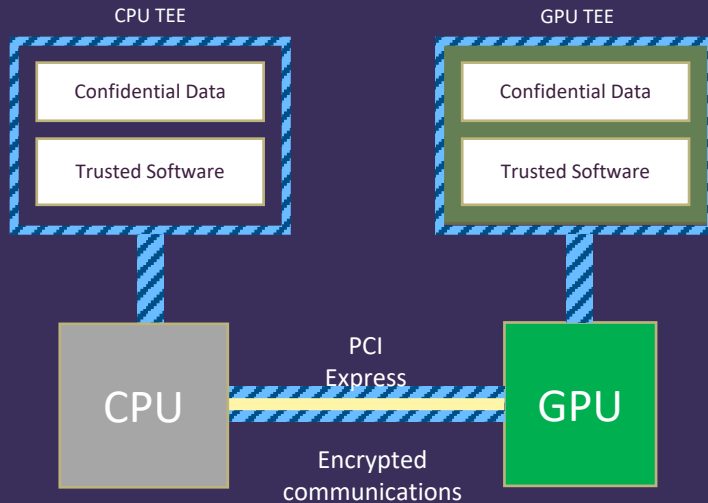 CPU TEE
GPU TEE
Confidential Data
Trusted Software
Confidential Data
Trusted Software
CPU
PCI
Express
Encrypted
communications
GPU